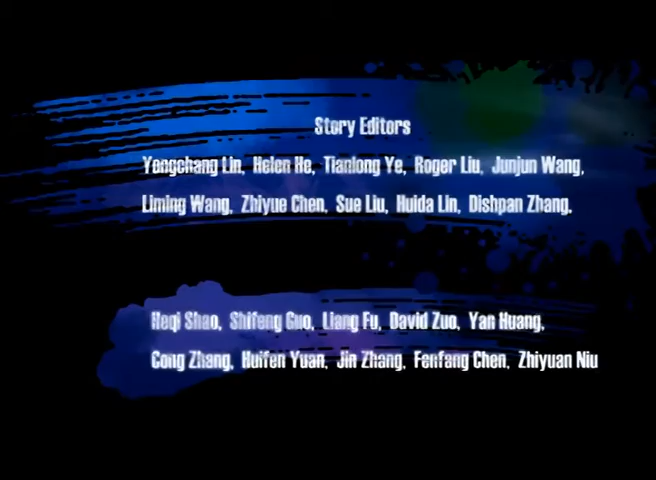 Story Editors
Yongchang Lin, Helen He, Tianlong Ye, Roger Liu, Junjun Wang,
Liming Wang, Zhiyue Chen, Sue Liu, Huida Lin, Dishpan Zhang,
Heqi Shao, Shifeng Guo, Liang Fu, David Zuo, Yan Huang,
Cong Zhang, Huifen Yuan, Jin Zhang, Fenfang Chen, Zhiyuan Niu